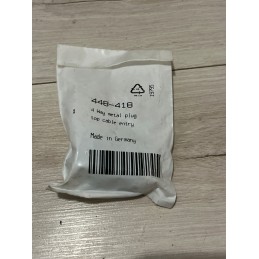 448-418
4 Way metal plug
top cable entry
Made in Germany